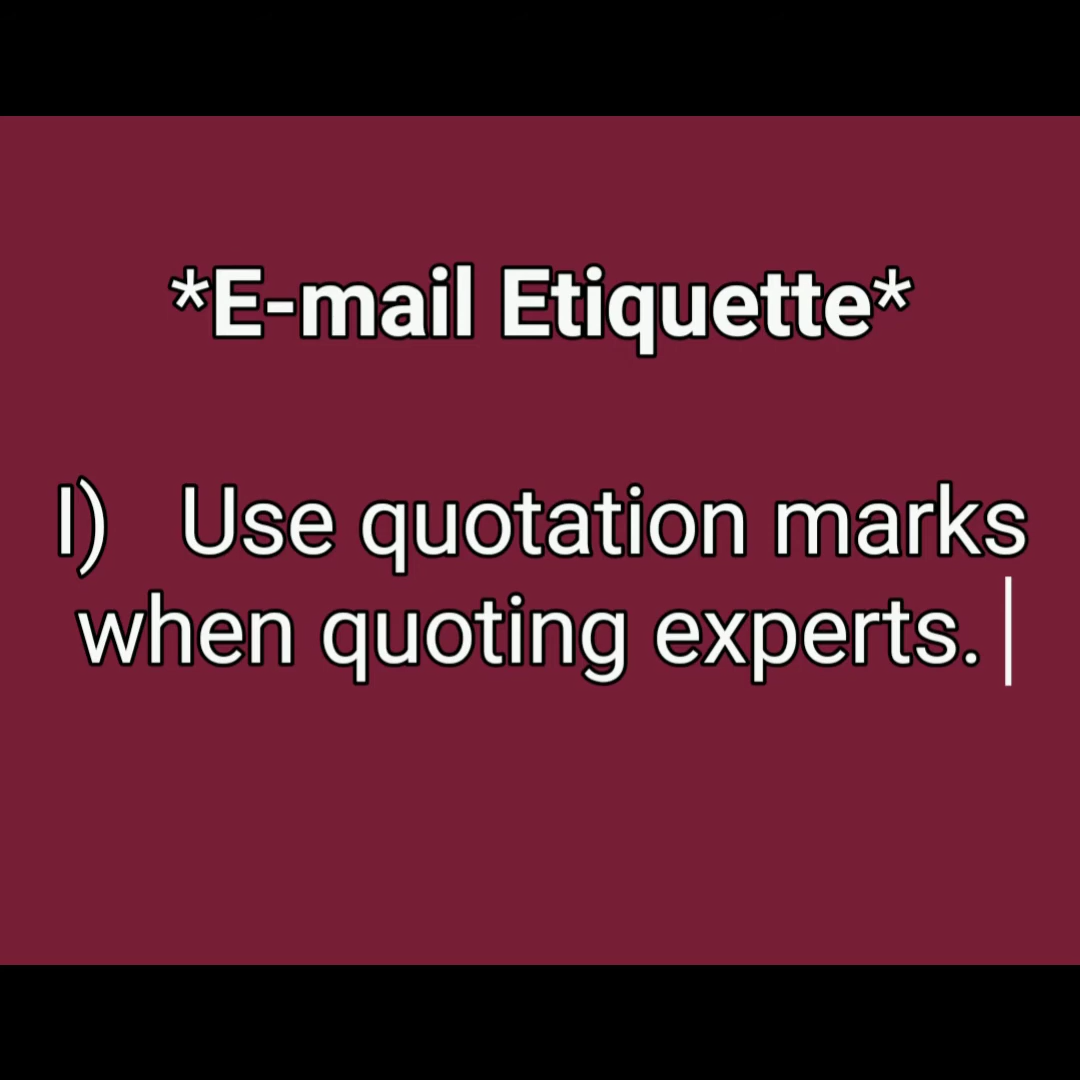 *E-mail Etiquette*
I) Use quotation marks
when quoting experts.